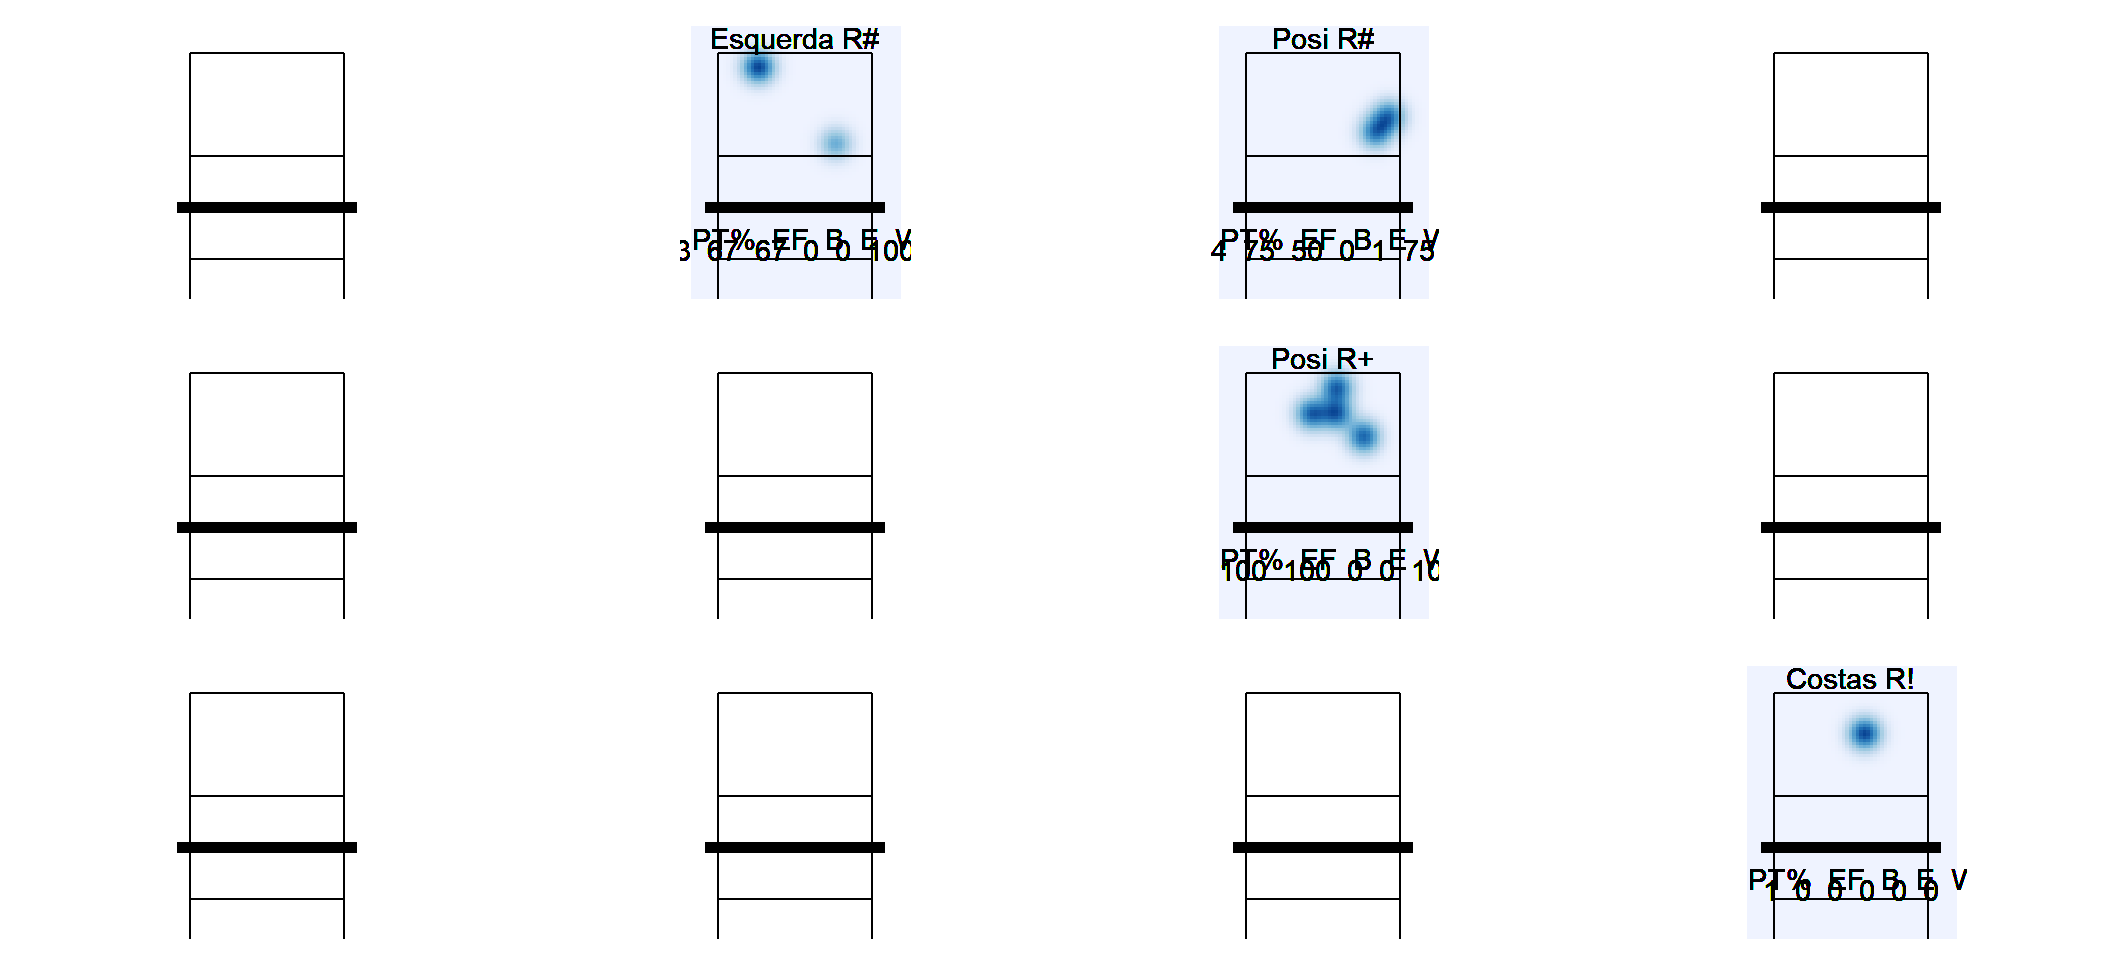 Esquerda R#
Posi R#
PT% EF B E V
3 67 67 0 0 100
PT% EF B E V
4 75 50 0 1 75
Posi R+
PT% EF B E V
100 100 0 0 10
Costas R!
PT% EF B E V
1 0 0 0 0 0